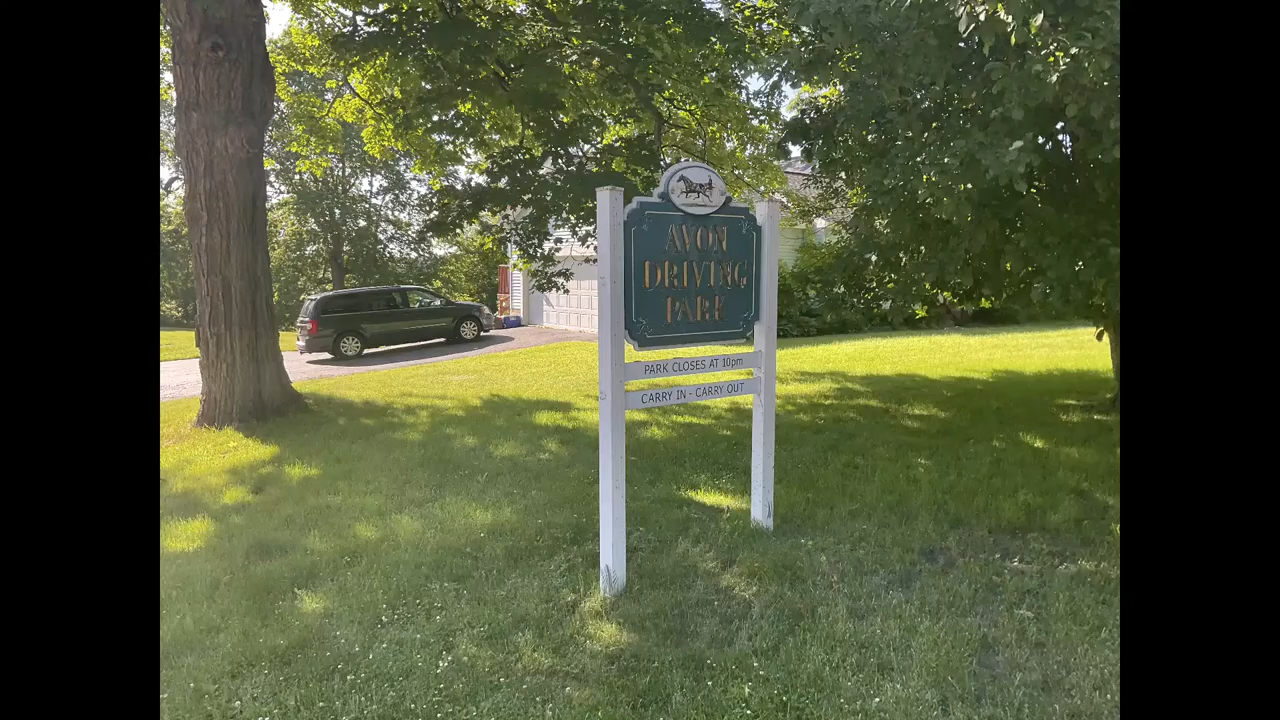 AVON
DRIVING
PARK
PARK CLOSES AT 10pm
CARRY IN - CARRY OUT